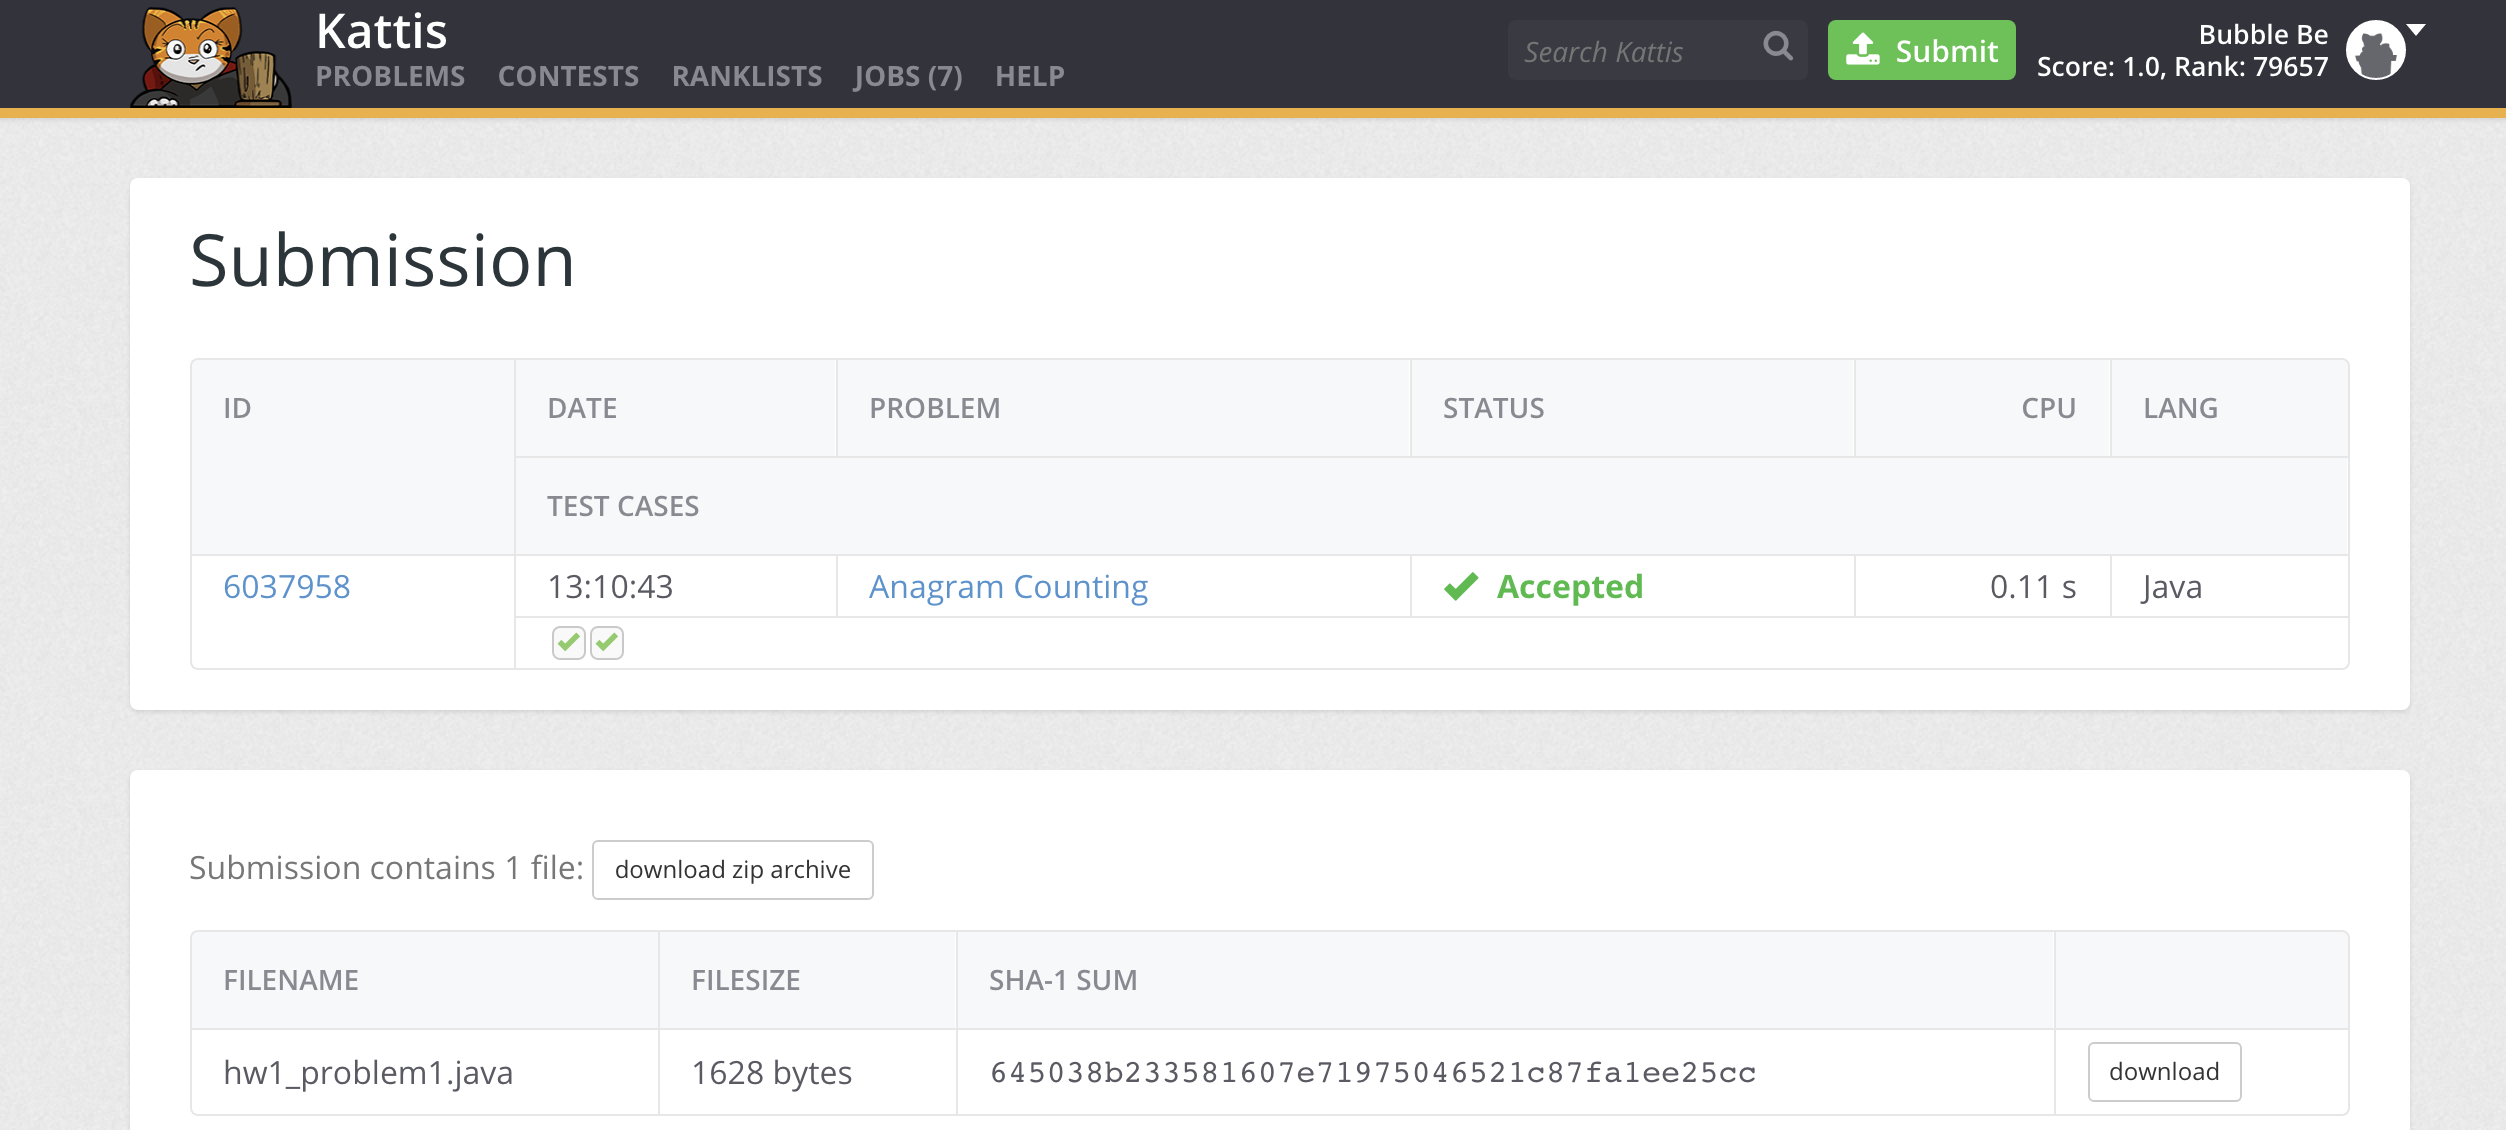 Kattis
PROBLEMS CONTESTS RANKLISTS JOBS (7) HELP
Search Kattis
Submit
Bubble Be
Score: 1.0, Rank: 79657
Submission
ID DATE PROBLEM STATUS CPU LANG
TEST CASES
6037958 13:10:43 Anagram Counting Accepted 0.11 s Java
Submission contains 1 file: download zip archive
FILENAME FILESIZE SHA-1 SUM
hw1_problem1.java 1628 bytes 645038b233581607e71975046521c87fa1ee25cc download